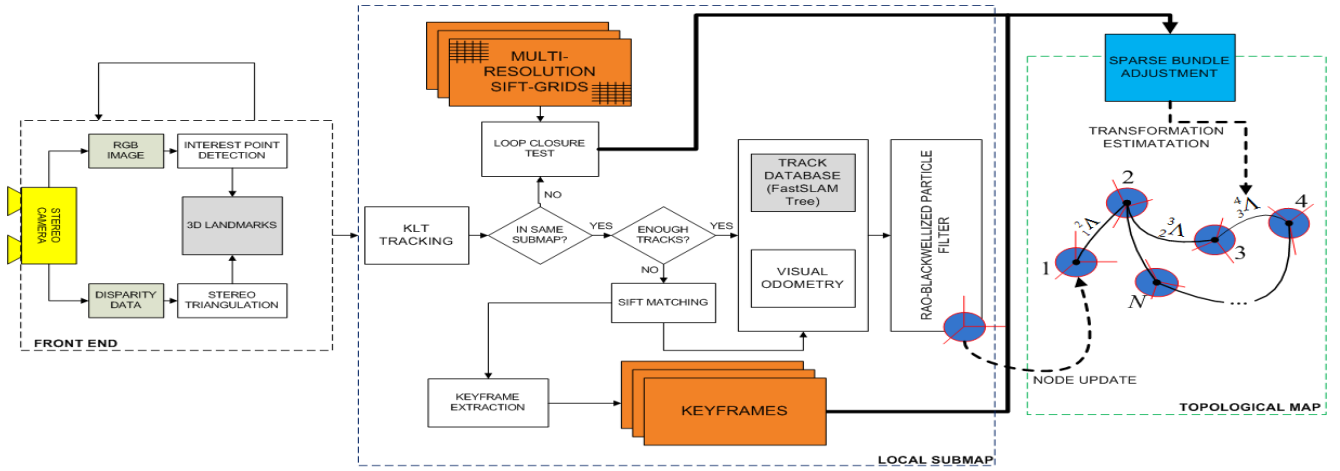 STEREO
CAMERA
RGB
IMAGE
INTEREST POINT
DETECTION
3D LANDMARKS
DISPARITY
DATA
STEREO
TRIANGULATION
FRONT END
MULTI-
RESOLUTION
SIFT-GRIDS
LOOP CLOSURE
TEST
NO
KLT
TRACKING
IN SAME
SUBMAP?
YES
ENOUGH
TRACKS?
YES
NO
SIFT MATCHING
KEYFRAME
EXTRACTION
KEYFRAMES
TRACK
DATABASE
(FastSLAM
Tree)
VISUAL
ODOMETRY
RAO-BLACKWELLIZED PARTICLE
FILTER
LOCAL SUBMAP
SPARSE BUNDLE
ADJUSTMENT
TRANSFORMATION
ESTIMATATION
2
4
1
3
N
...
NODE UPDATE
TOPOLOGICAL MAP